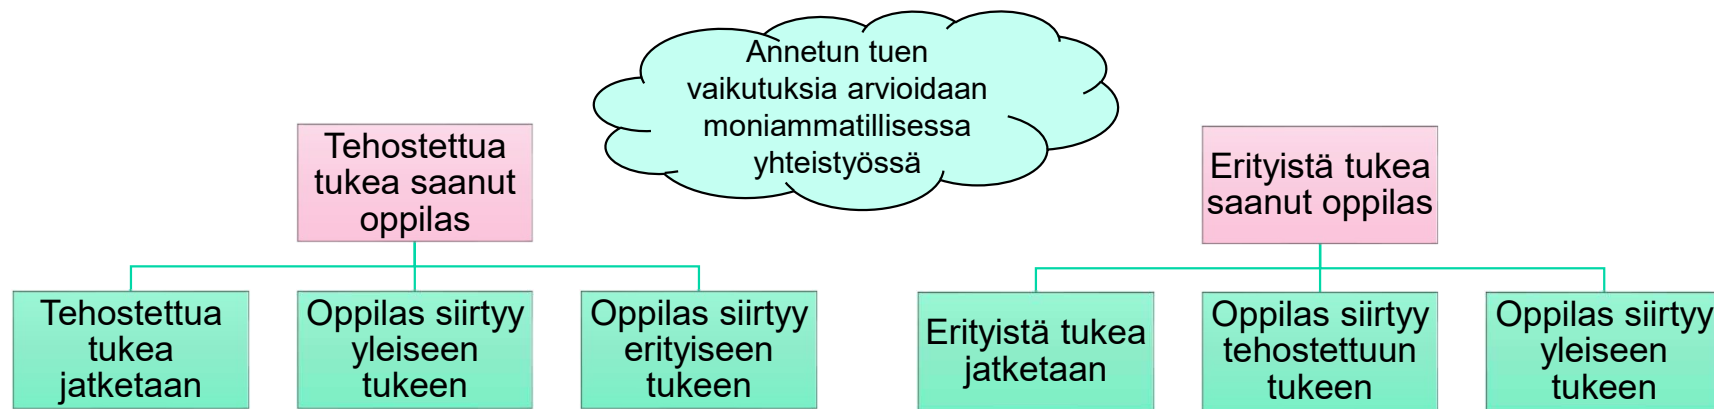 Annetun tuen
vaikutuksia arvioidaan
moniammatillisessa
yhteistyössä
Tehostettua
tukea saanut
oppilas
Erityistä tukea
saanut oppilas
Tehostettua
tukea
jatketaan
Oppilas siirtyy
yleiseen
tukeen
Oppilas siirtyy
erityiseen
tukeen
Erityistä tukea
jatketaan
Oppilas siirtyy
tehostettuun
tukeen
Oppilas siirtyy
yleiseen
tukeen